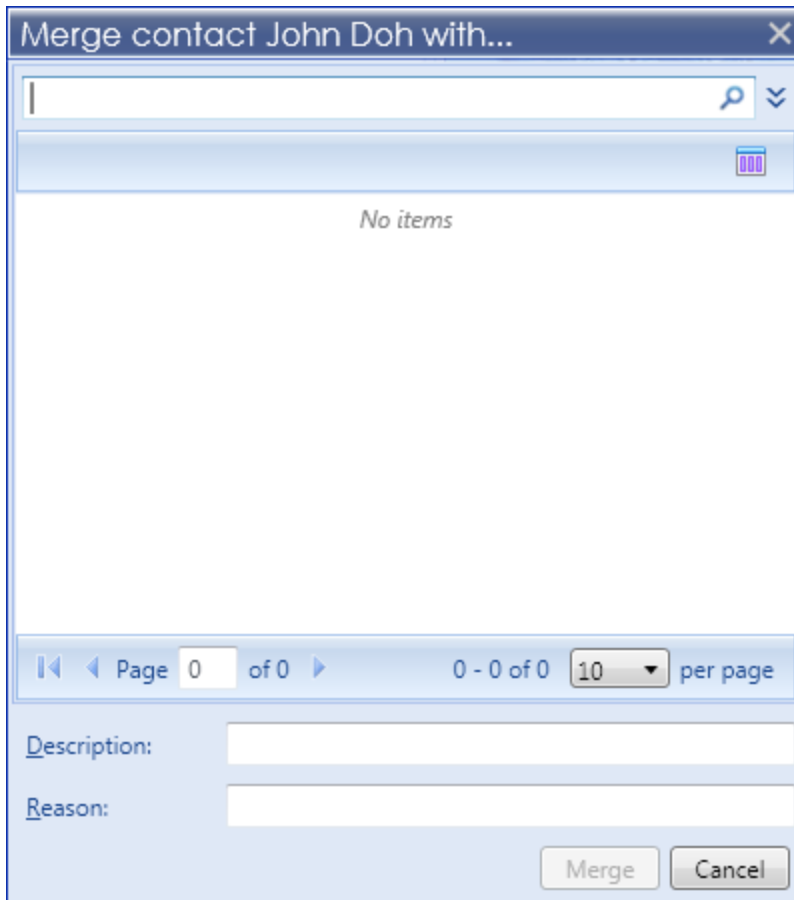 Merge contact John Doh with...
No items
Page 0 of 0 0 - 0 of 0 10 per page
Description:
Reason:
Merge Cancel